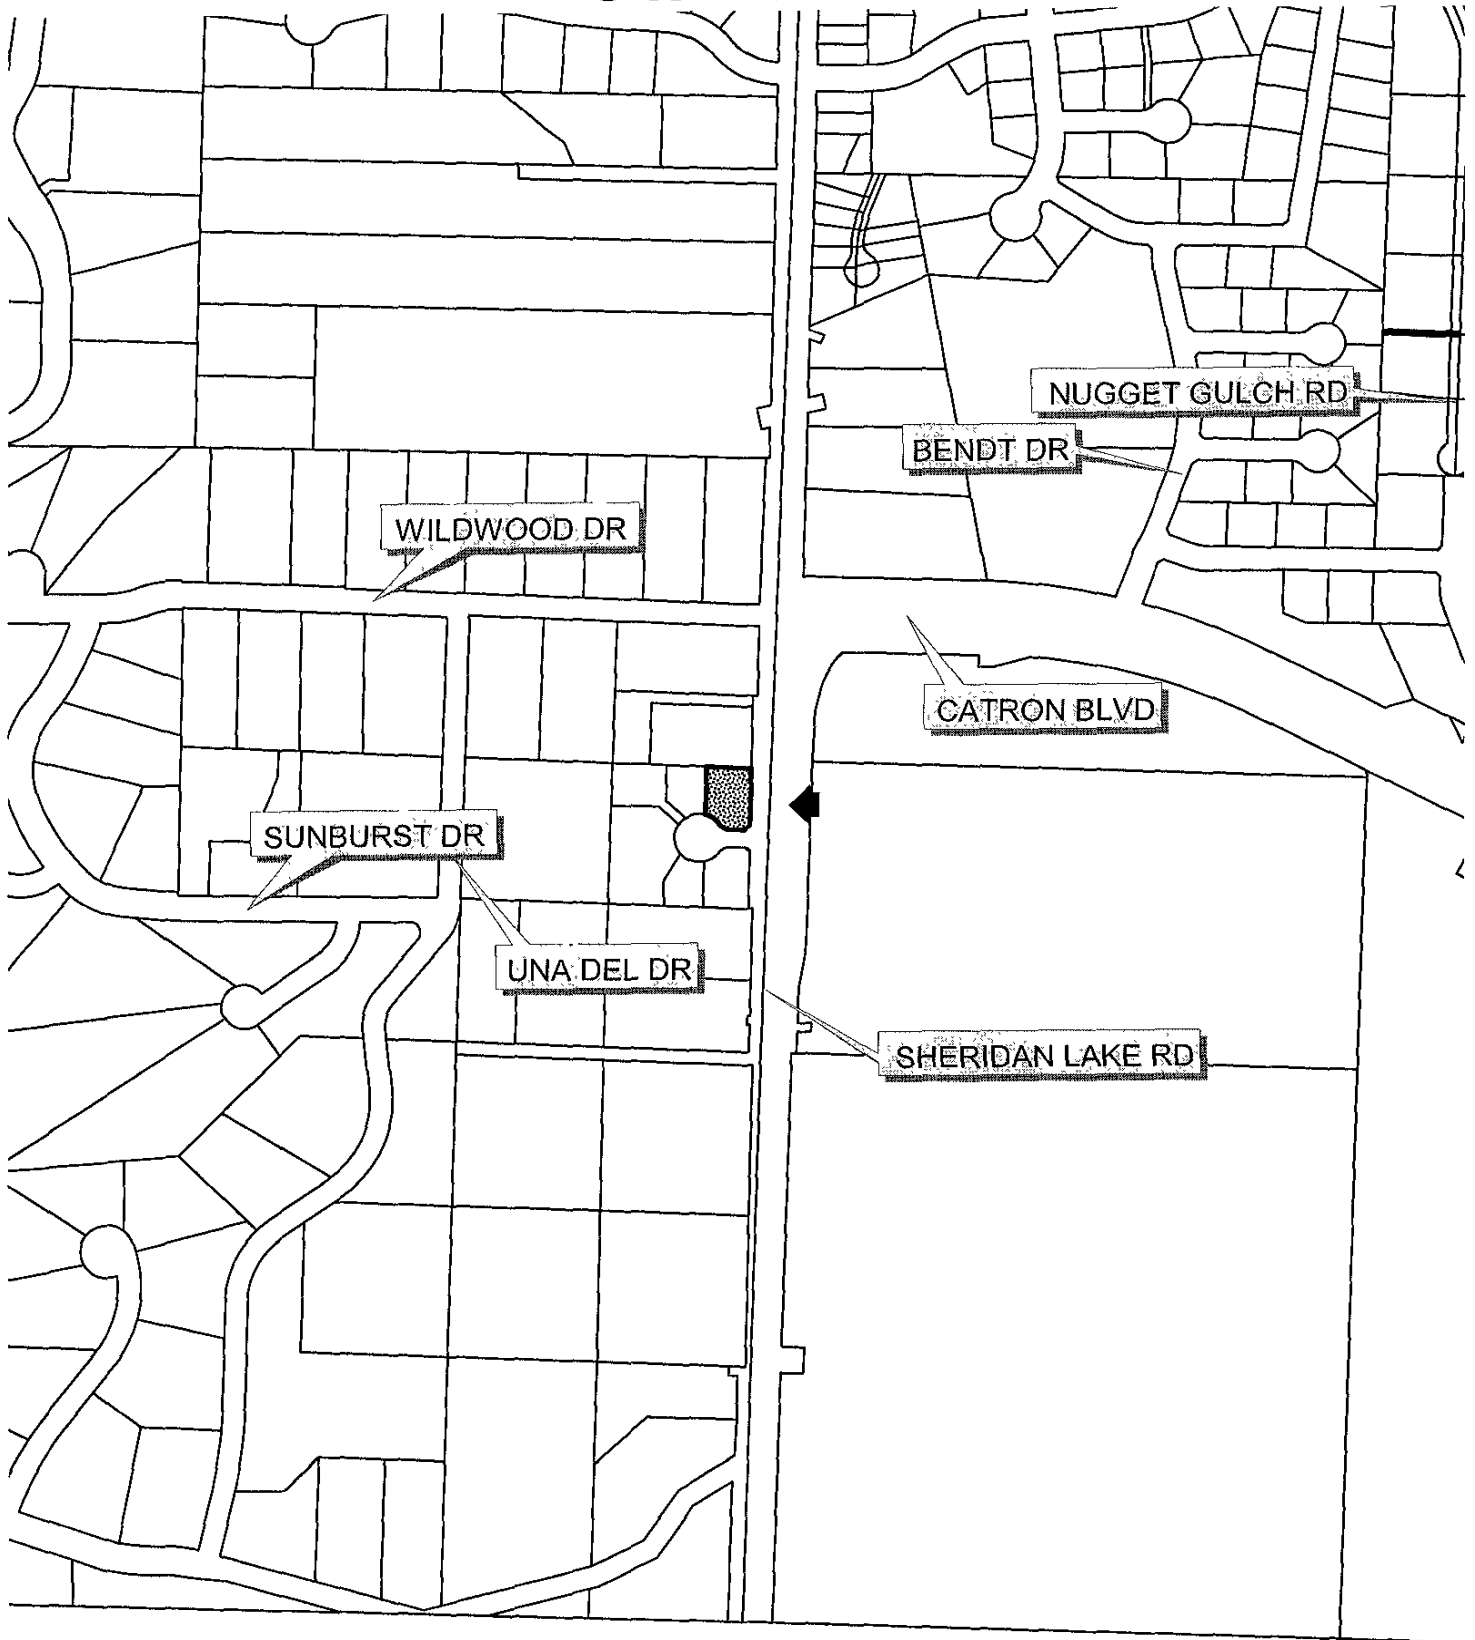 NUGGET GULCH RD
BENDT DR
WILDWOOD DR
CATRON BLVD
SUNBURST DR
UNA DEL DR
SHERIDAN LAKE RD